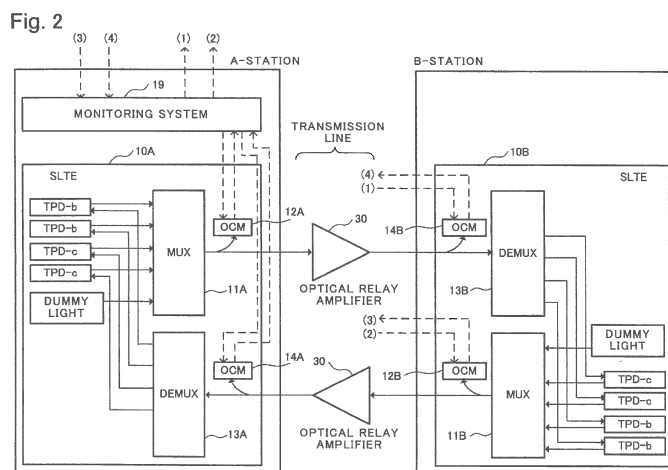 Fig. 2
(3) (4) (1) (2)
A-STATION
B-STATION
19
MONITORING SYSTEM
TRANSMISSION LINE
10A
SLTE
TPD-b
TPD-b
TPD-c
TPD-c
DUMMY LIGHT
MUX
11A
OCM
12A
30
OPTICAL RELAY AMPLIFIER
(4)
(1)
10B
SLTE
OCM
14B
DEMUX
13B
DUMMY LIGHT
TPD-c
TPD-c
TPD-b
TPD-b
DEMUX
13A
OCM
14A
30
OPTICAL RELAY AMPLIFIER
(3)
(2)
OCM
12B
MUX
11B